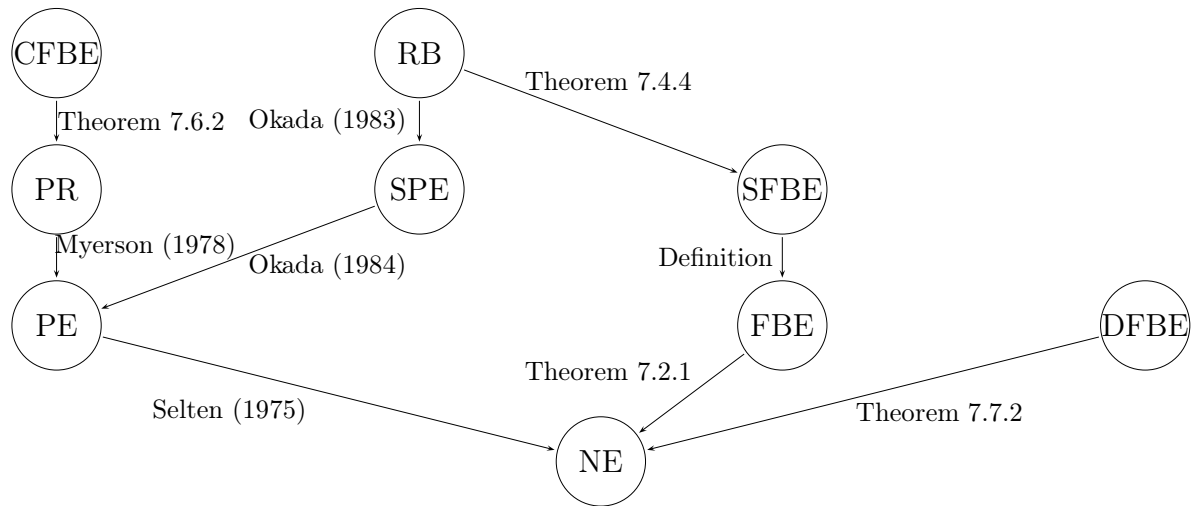 CFBE
RB
Theorem 7.4.4
Theorem 7.6.2
Okada (1983)
PR
SPE
SFBE
Myerson (1978)
Okada (1984)
Definition
PE
FBE
DFBE
Theorem 7.2.1
Selten (1975)
Theorem 7.7.2
NE